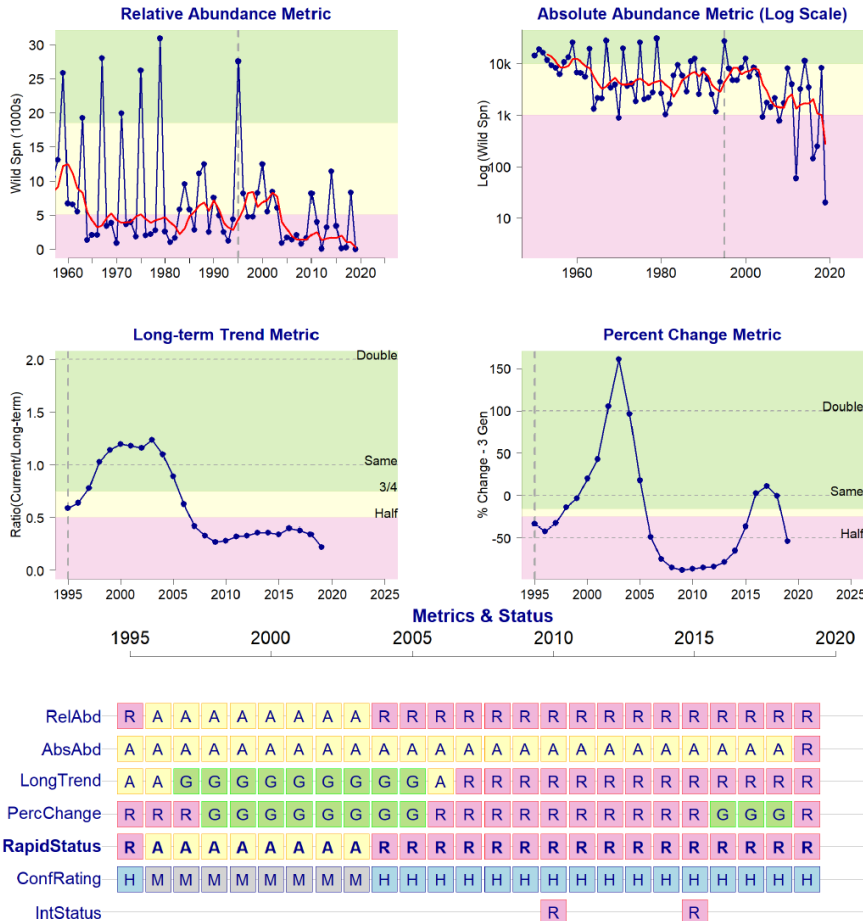 Relative Abundance Metric
Wild Spn (1000s)
30
25
20
15
10
5
0
1960 1970 1980 1990 2000 2010 2020
Absolute Abundance Metric (Log Scale)
Log (Wild Spn)
10k
1k
400
10
1960 1980 2000 2020
Long-term Trend Metric
Ratio(Current/Long-term)
2.0
1.5
1.0
0.5
0.0
Double
Same
3/4
Half
1995 2000 2005 2010 2015 2020 2025
Percent Change Metric
% Change - 3 Gen
150
100
50
0
-50
Double
Same
Half
1995 2000 2005 2010 2015 2020 2025
Metrics & Status
1995 2000 2005 2010 2015 2020
RelAbd R A A A A A A A A R R R R R R R R R R R R R R R R
AbsAbd A A A A A A A A A A A A A A A A A A A A A A A A R
LongTrend A A G G G G G G G G G A R R R R R R R R R R R R R
PercChange R R R G G G G G G G G R R R R R R R R R R G G G R
RapidStatus R A A A A A A A A R R R R R R R R R R R R R R R R
ConfRating H M M M M M M M M H H H H H H H H H H H H H H H H
IntStatus R R